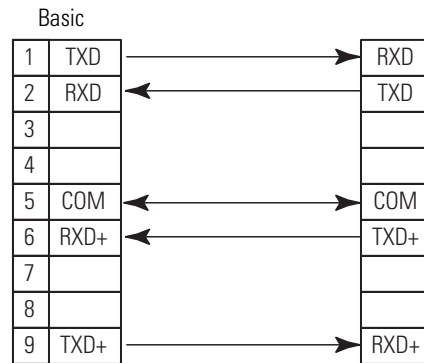 Basic
1 TXD RXD
2 RXD TXD
3
4
5 COM COM
6 RXD+ TXD+
7
8
9 TXD+ RXD+